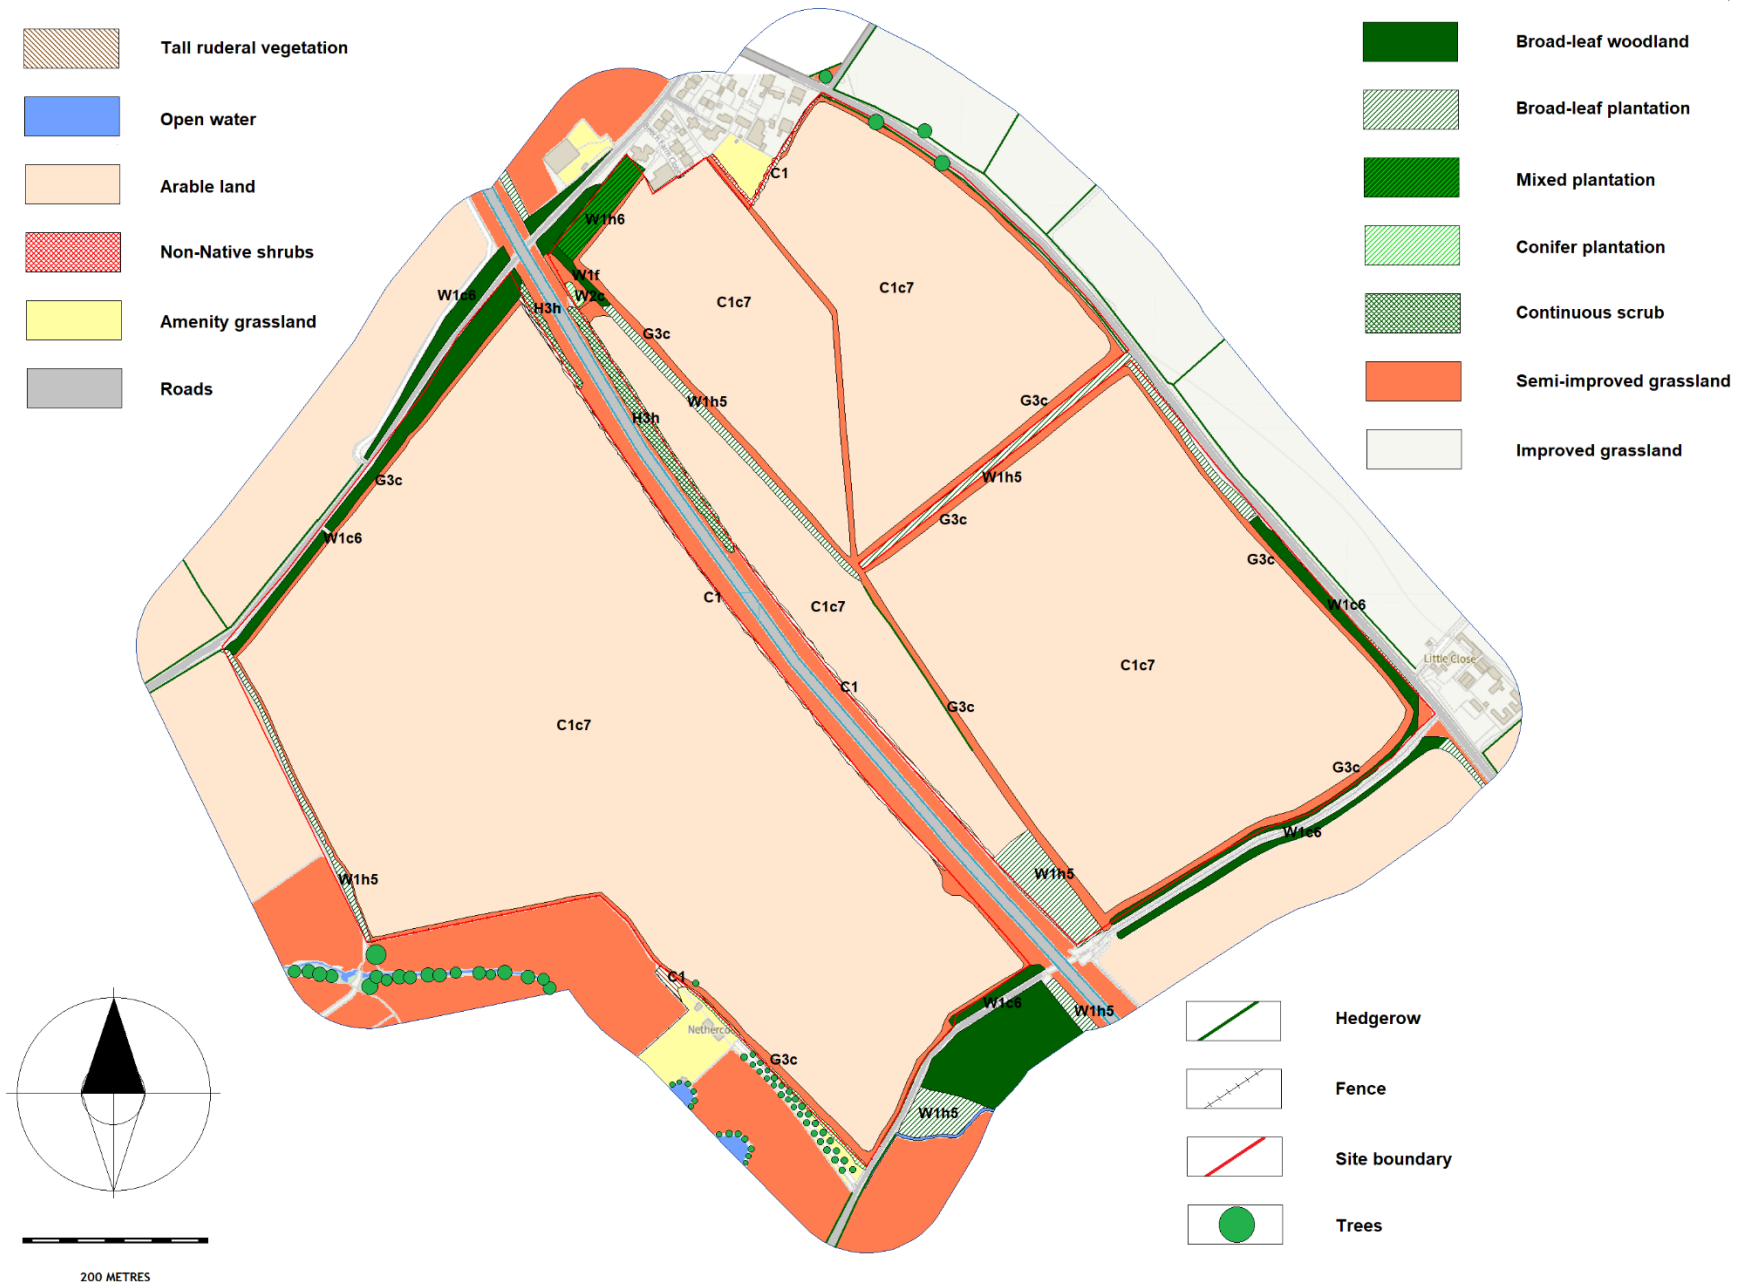 Tall ruderal vegetation
Open water
Arable land
Non-Native shrubs
Amenity grassland
Roads
Broad-leaf woodland
Broad-leaf plantation
Mixed plantation
Conifer plantation
Continuous scrub
Semi-improved grassland
Improved grassland
C1
W1h6
W1f
W2c
W1c6
H3h
C1c7
C1c7
G3c
W1h5
H3h
G3c
G3c
W1h5
G3c
W1c6
G3c
C1
C1c7
W1c6
Little Close
C1c7
C1
G3c
C1c7
G3c
W1c6
W1h5
W1h5
C1
W1c6
W1h5
Netherco
G3c
W1h5
Hedgerow
Fence
Site boundary
Trees
200 METRES